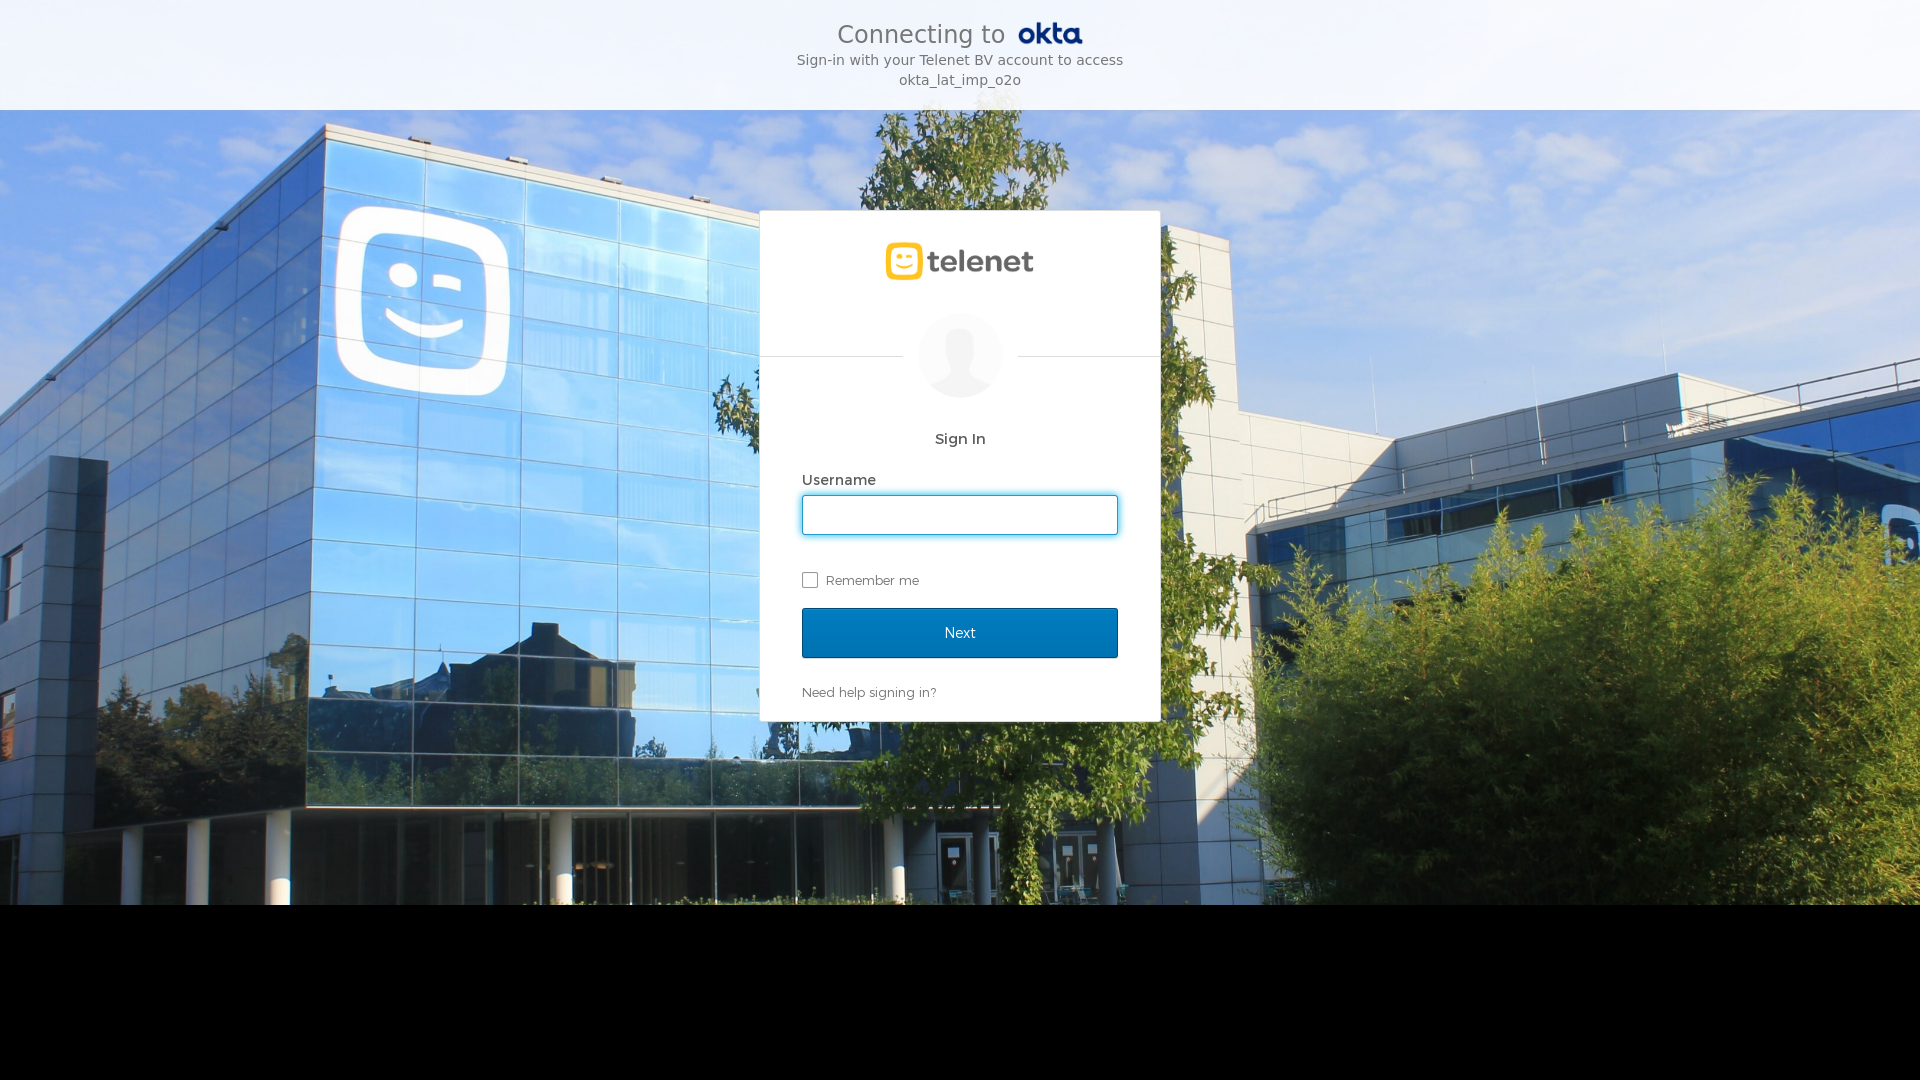 Connecting to okta
Sign-in with your Telenet BV account to access
okta_lat_imp_o2o
telenet
Sign In
Username
Remember me
Next
Need help signing in?